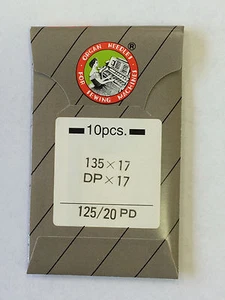 ORGAN NEEDLES
FOR SEWING MACHINES
10pcs.
135×17
DP×17
125/20 PD